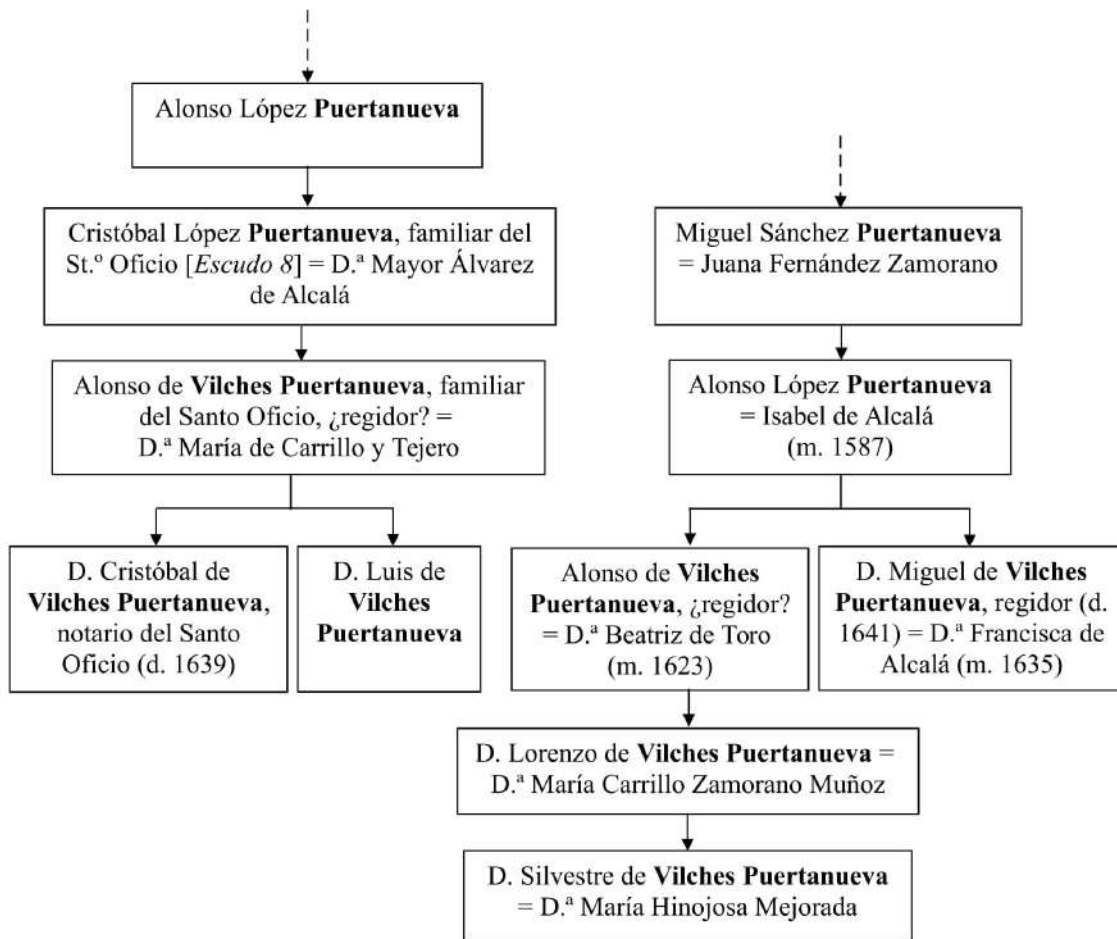 Alonso López Puertanueva
Cristóbal López Puertanueva, familiar del
St.º Oficio [Escudo 8] = D.ª Mayor Álvarez
de Alcalá
Alonso de Vilches Puertanueva, familiar
del Santo Oficio, ¿regidor? =
D.ª María de Carrillo y Tejero
D. Cristóbal de
Vilches Puertanueva,
notario del Santo
Oficio (d. 1639)
D. Luis de
Vilches
Puertanueva
Miguel Sánchez Puertanueva
= Juana Fernández Zamorano
Alonso López Puertanueva
= Isabel de Alcalá
(m. 1587)
Alonso de Vilches
Puertanueva, ¿regidor?
= D.ª Beatriz de Toro
(m. 1623)
D. Miguel de Vilches
Puertanueva, regidor (d.
1641) = D.ª Francisca de
Alcalá (m. 1635)
D. Lorenzo de Vilches Puertanueva =
D.ª María Carrillo Zamorano Muñoz
D. Silvestre de Vilches Puertanueva
= D.ª María Hinojosa Mejorada